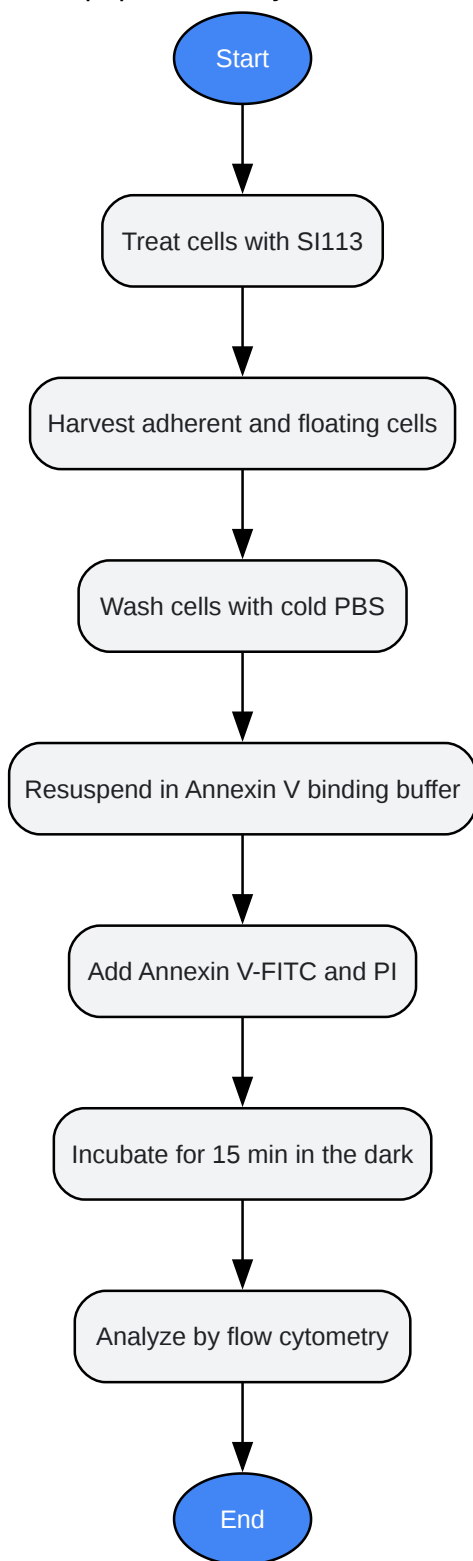 Start
Treat cells with SI113
Harvest adherent and floating cells
Wash cells with cold PBS
Resuspend in Annexin V binding buffer
Add Annexin V-FITC and PI
Incubate for 15 min in the dark
Analyze by flow cytometry
End